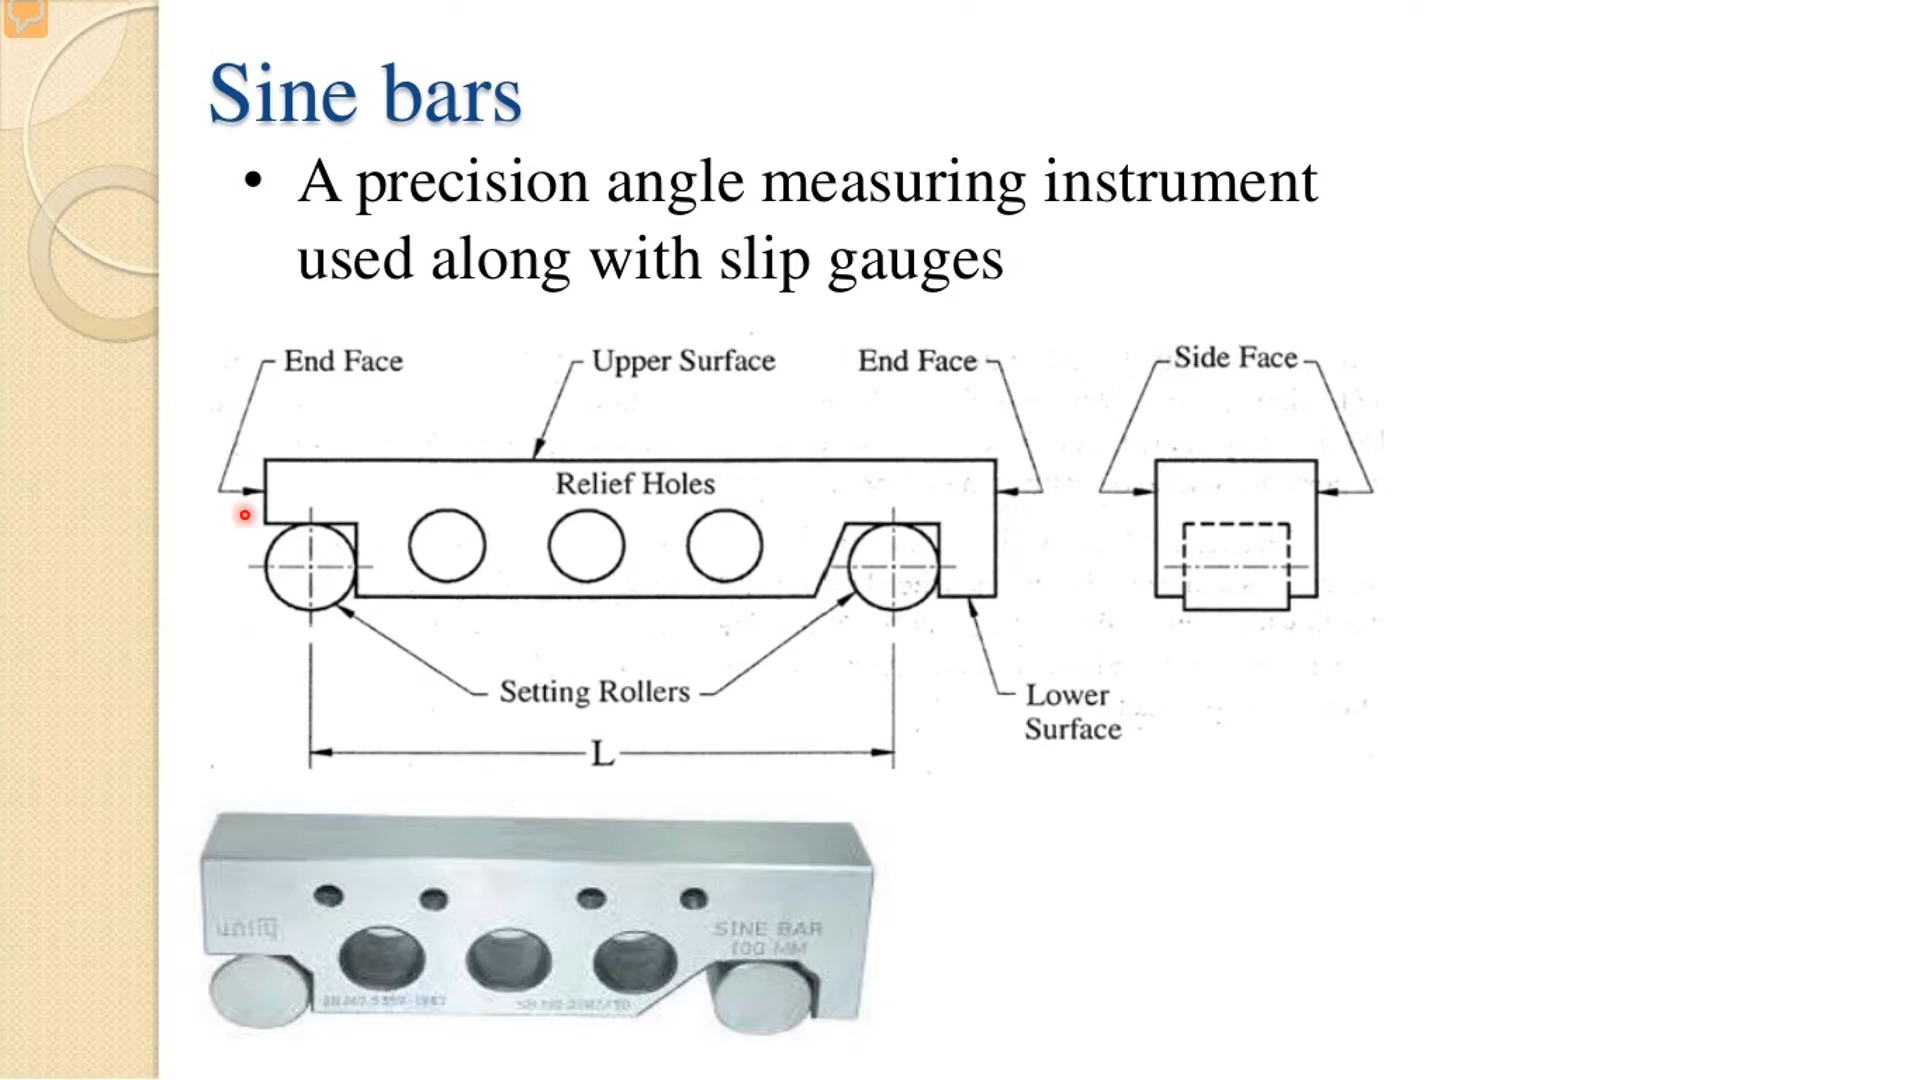 Sine bars
• A precision angle measuring instrument
used along with slip gauges
End Face
Upper Surface
End Face
Side Face
Relief Holes
Setting Rollers
Lower
Surface
L
SINE BAR
100 MM